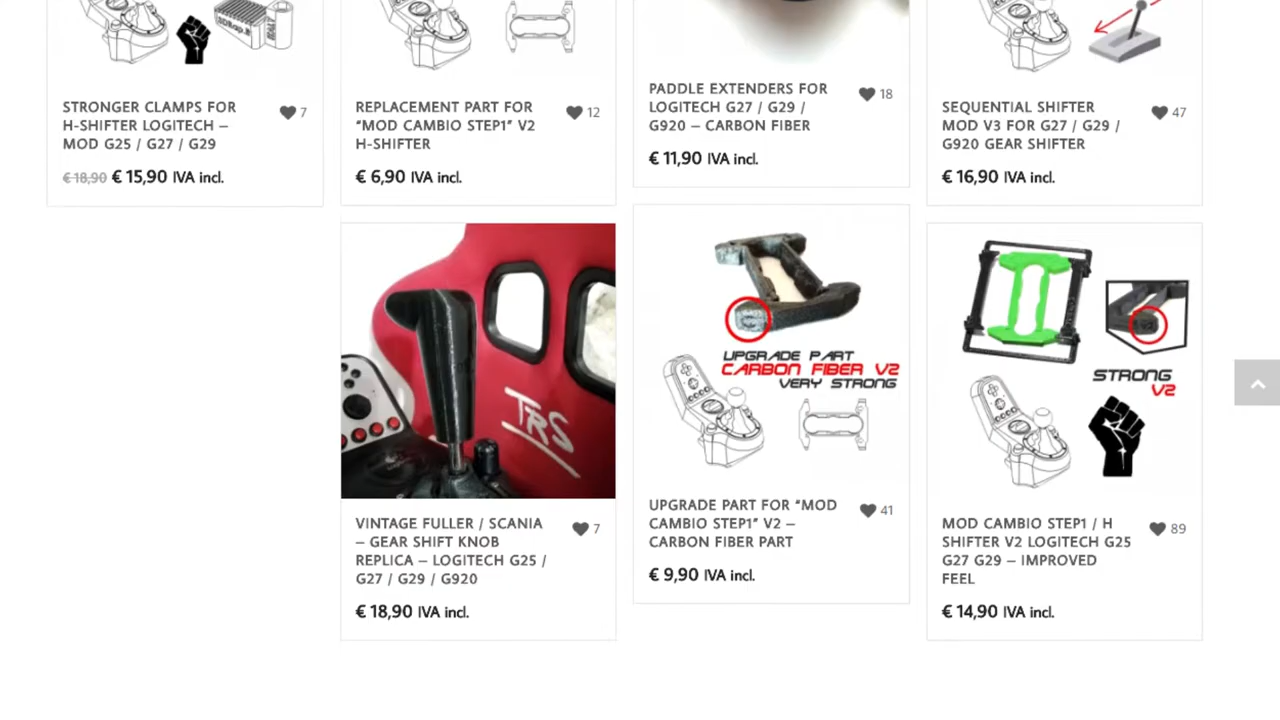 STRONGER CLAMPS FOR
H-SHIFTER LOGITECH –
MOD G25 / G27 / G29
7
€ 18,90 € 15,90 IVA incl.
REPLACEMENT PART FOR
“MOD CAMBIO STEP1” V2
H-SHIFTER
12
€ 6,90 IVA incl.
PADDLE EXTENDERS FOR
LOGITECH G27 / G29 /
G920 – CARBON FIBER
18
€ 11,90 IVA incl.
SEQUENTIAL SHIFTER
MOD V3 FOR G27 / G29 /
G920 GEAR SHIFTER
47
€ 16,90 IVA incl.
TRS
VINTAGE FULLER / SCANIA
– GEAR SHIFT KNOB
REPLICA – LOGITECH G25 /
G27 / G29 / G920
7
€ 18,90 IVA incl.
UPGRADE PART
CARBON FIBER V2
VERY STRONG
UPGRADE PART FOR “MOD
CAMBIO STEP1” V2 –
CARBON FIBER PART
41
€ 9,90 IVA incl.
STRONG
V2
MOD CAMBIO STEP1 / H
SHIFTER V2 LOGITECH G25
G27 G29 – IMPROVED
FEEL
89
€ 14,90 IVA incl.